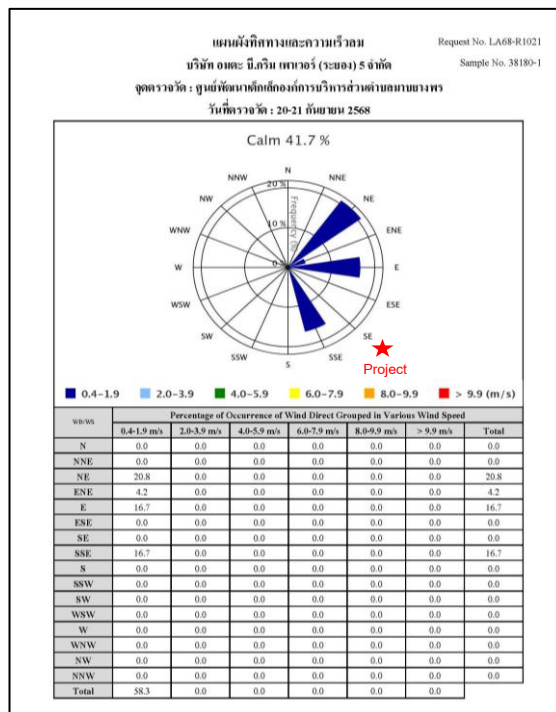 แผนผังทิศทางและความเร็วลม
Request No. LA68-R1021
บริษัท อมตะ บี.กริม เพาเวอร์ (ระยอง) 5 จำกัด
Sample No. 38180-1
จุดตรวจวัด : ศูนย์พัฒนาเด็กเล็กองค์การบริหารส่วนตำบลมาบยางพร
วันที่ตรวจวัด : 20-21 กันยายน 2568
Calm 41.7 %
N
NNW
NNE
20 %
NW
NE
Frequency (%)
10 %
WNW
ENE
W
0 %
E
WSW
ESE
SW
SE
SSW
SSE
S
Project
0.4-1.9 2.0-3.9 4.0-5.9 6.0-7.9 8.0-9.9 > 9.9 (m/s)
WD/WS Percentage of Occurrence of Wind Direct Grouped in Various Wind Speed
0.4-1.9 m/s 2.0-3.9 m/s 4.0-5.9 m/s 6.0-7.9 m/s 8.0-9.9 m/s > 9.9 m/s Total
N 0.0 0.0 0.0 0.0 0.0 0.0 0.0
NNE 0.0 0.0 0.0 0.0 0.0 0.0 0.0
NE 20.8 0.0 0.0 0.0 0.0 0.0 20.8
ENE 4.2 0.0 0.0 0.0 0.0 0.0 4.2
E 16.7 0.0 0.0 0.0 0.0 0.0 16.7
ESE 0.0 0.0 0.0 0.0 0.0 0.0 0.0
SE 0.0 0.0 0.0 0.0 0.0 0.0 0.0
SSE 16.7 0.0 0.0 0.0 0.0 0.0 16.7
S 0.0 0.0 0.0 0.0 0.0 0.0 0.0
SSW 0.0 0.0 0.0 0.0 0.0 0.0 0.0
SW 0.0 0.0 0.0 0.0 0.0 0.0 0.0
WSW 0.0 0.0 0.0 0.0 0.0 0.0 0.0
W 0.0 0.0 0.0 0.0 0.0 0.0 0.0
WNW 0.0 0.0 0.0 0.0 0.0 0.0 0.0
NW 0.0 0.0 0.0 0.0 0.0 0.0 0.0
NNW 0.0 0.0 0.0 0.0 0.0 0.0 0.0
Total 58.3 0.0 0.0 0.0 0.0 0.0